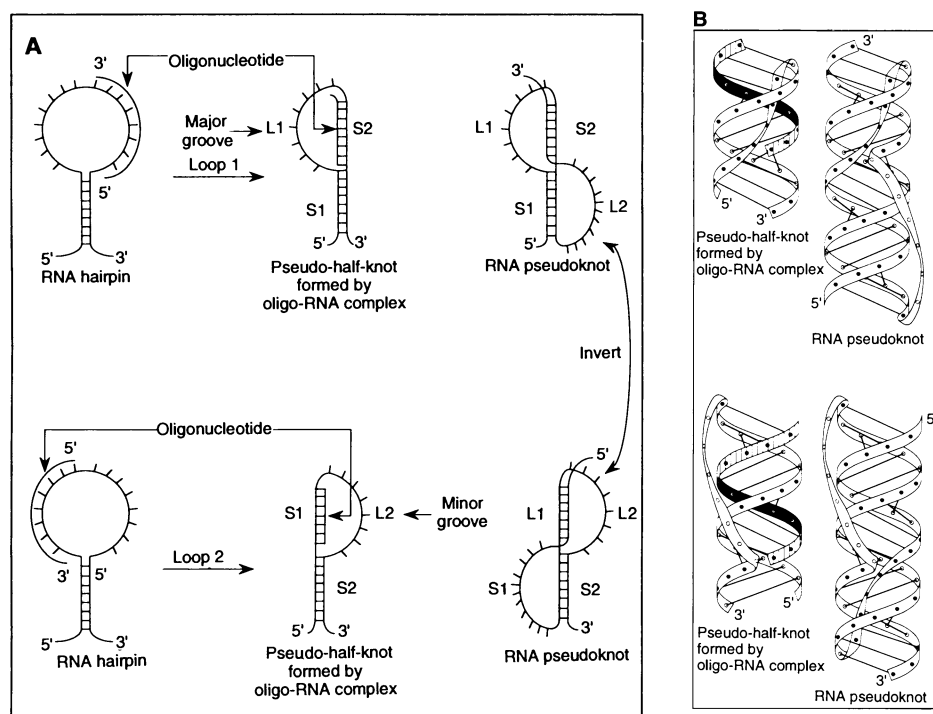 A
3'
Oligonucleotide
5'
5'
3'
RNA hairpin
Major
groove
Loop 1
L1
S2
S1
5'
3'
Pseudo-half-knot
formed by
oligo-RNA complex
3'
L1
S2
S1
L2
5'
RNA pseudoknot
Invert
5'
Oligonucleotide
3'
5'
5'
3'
RNA hairpin
Loop 2
S1
L2
Minor
groove
S2
5'
3'
Pseudo-half-knot
formed by
oligo-RNA complex
5'
L1
L2
S1
S2
3'
RNA pseudoknot
B
3'
5'
3'
Pseudo-half-knot
formed by
oligo-RNA complex
5'
RNA pseudoknot
5'
3'
5'
Pseudo-half-knot
formed by
oligo-RNA complex
3'
RNA pseudoknot